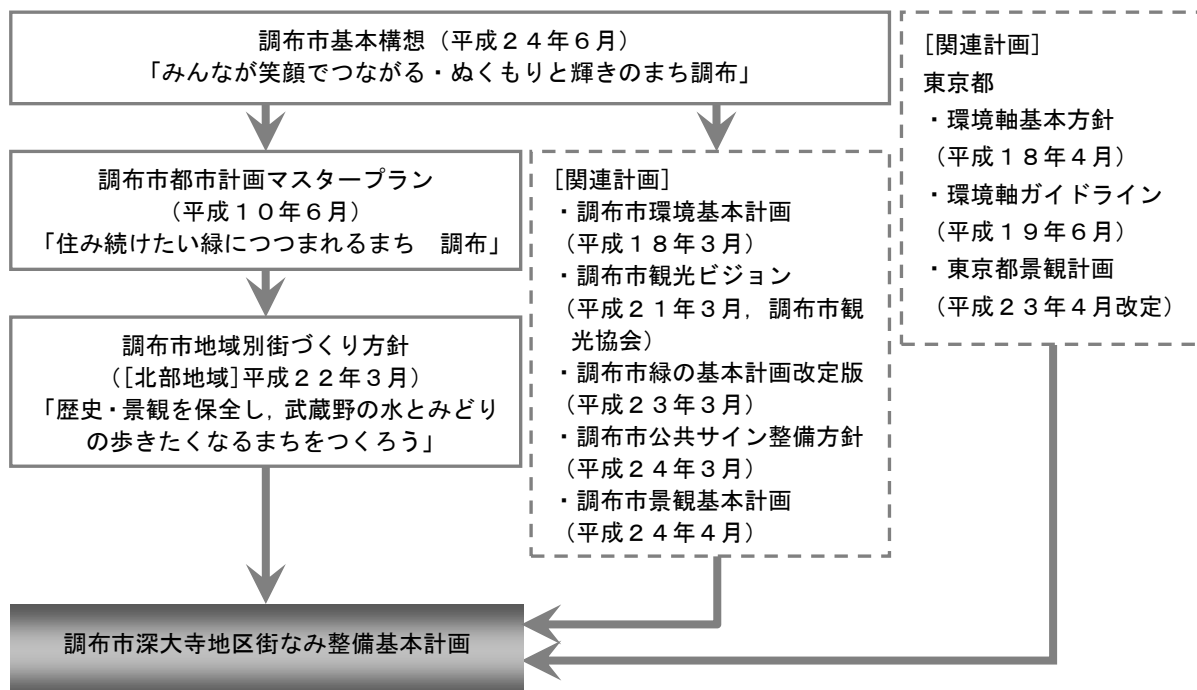 調布市基本構想（平成２４年６月）
「みんなが笑顔でつながる・ぬくもりと輝きのまち調布」
調布市都市計画マスタープラン
（平成１０年６月）
「住み続けたい緑につつまれるまち　調布」
調布市地域別街づくり方針
（[北部地域]平成２２年３月）
「歴史・景観を保全し，武蔵野の水とみどり
の歩きたくなるまちをつくろう」
[関連計画]
・調布市環境基本計画
（平成１８年３月）
・調布市観光ビジョン
（平成２１年３月，調布市観
光協会）
・調布市緑の基本計画改定版
（平成２３年３月）
・調布市公共サイン整備方針
（平成２４年３月）
・調布市景観基本計画
（平成２４年４月）
[関連計画]
東京都
・環境軸基本方針
（平成１８年４月）
・環境軸ガイドライン
（平成１９年６月）
・東京都景観計画
（平成２３年４月改定）
調布市深大寺地区街なみ整備基本計画